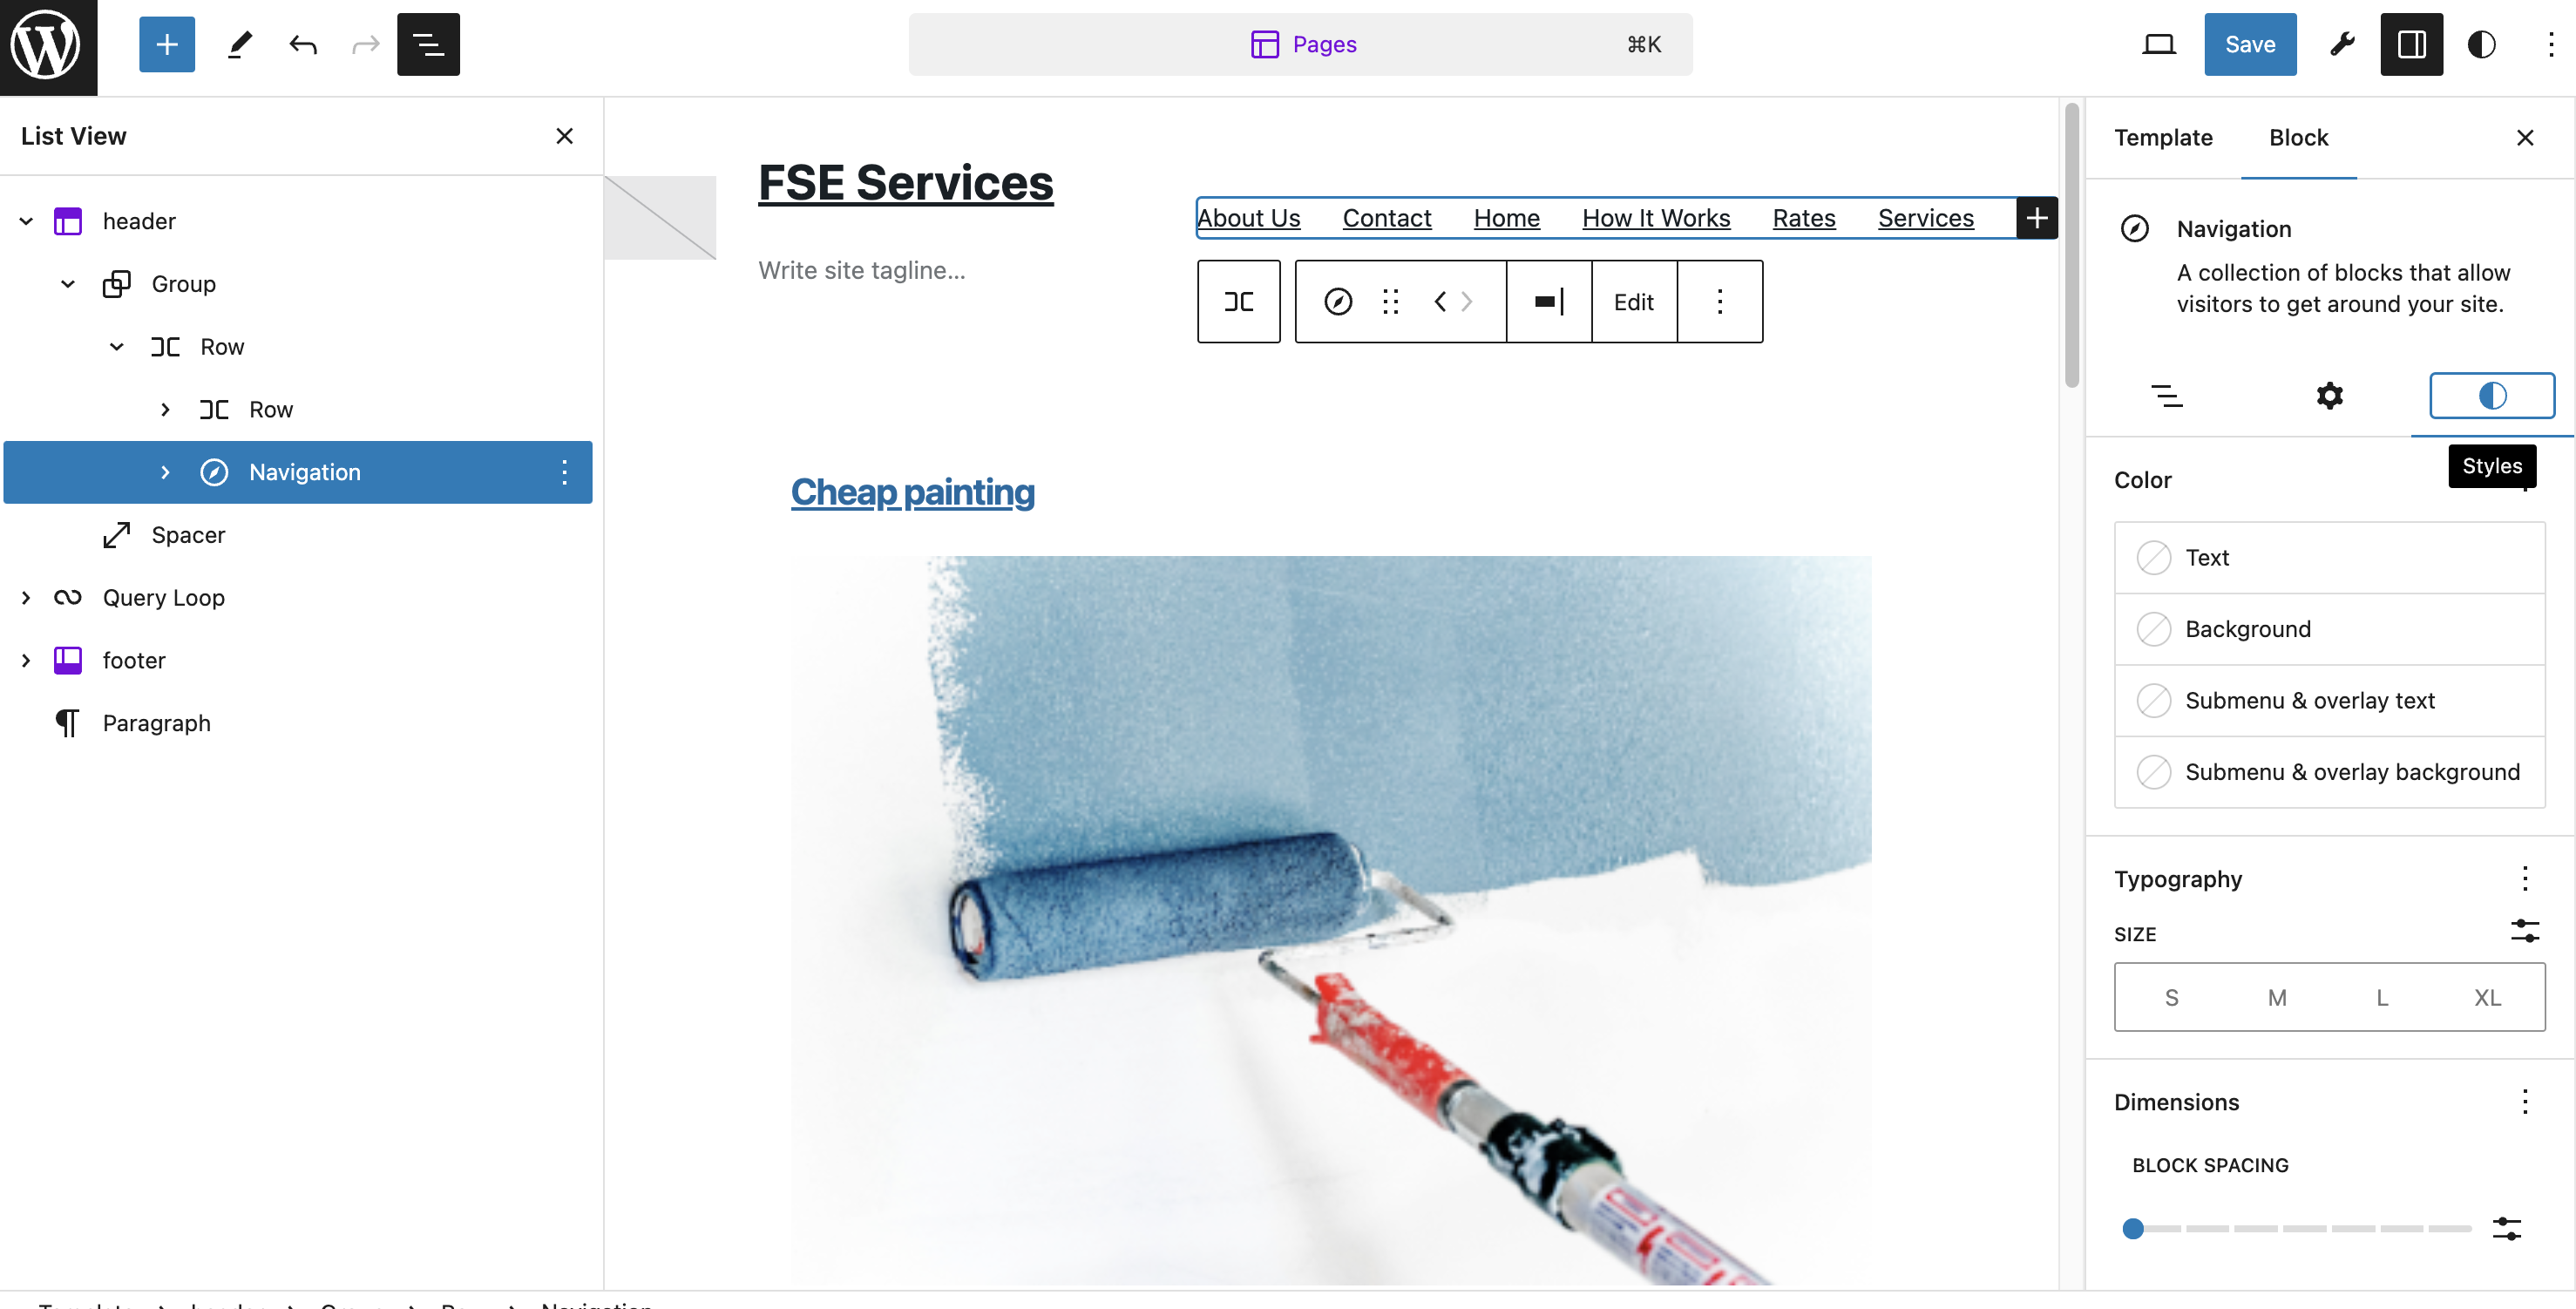 Pages
⌘K
Save
List View
header
Group
Row
Row
Navigation
Spacer
Query Loop
footer
Paragraph
FSE Services
Write site tagline...
About Us Contact Home How It Works Rates Services
Edit
Cheap painting
Template Block
Navigation
A collection of blocks that allow
visitors to get around your site.
Styles
Color
Text
Background
Submenu & overlay text
Submenu & overlay background
Typography
SIZE
S M L XL
Dimensions
BLOCK SPACING